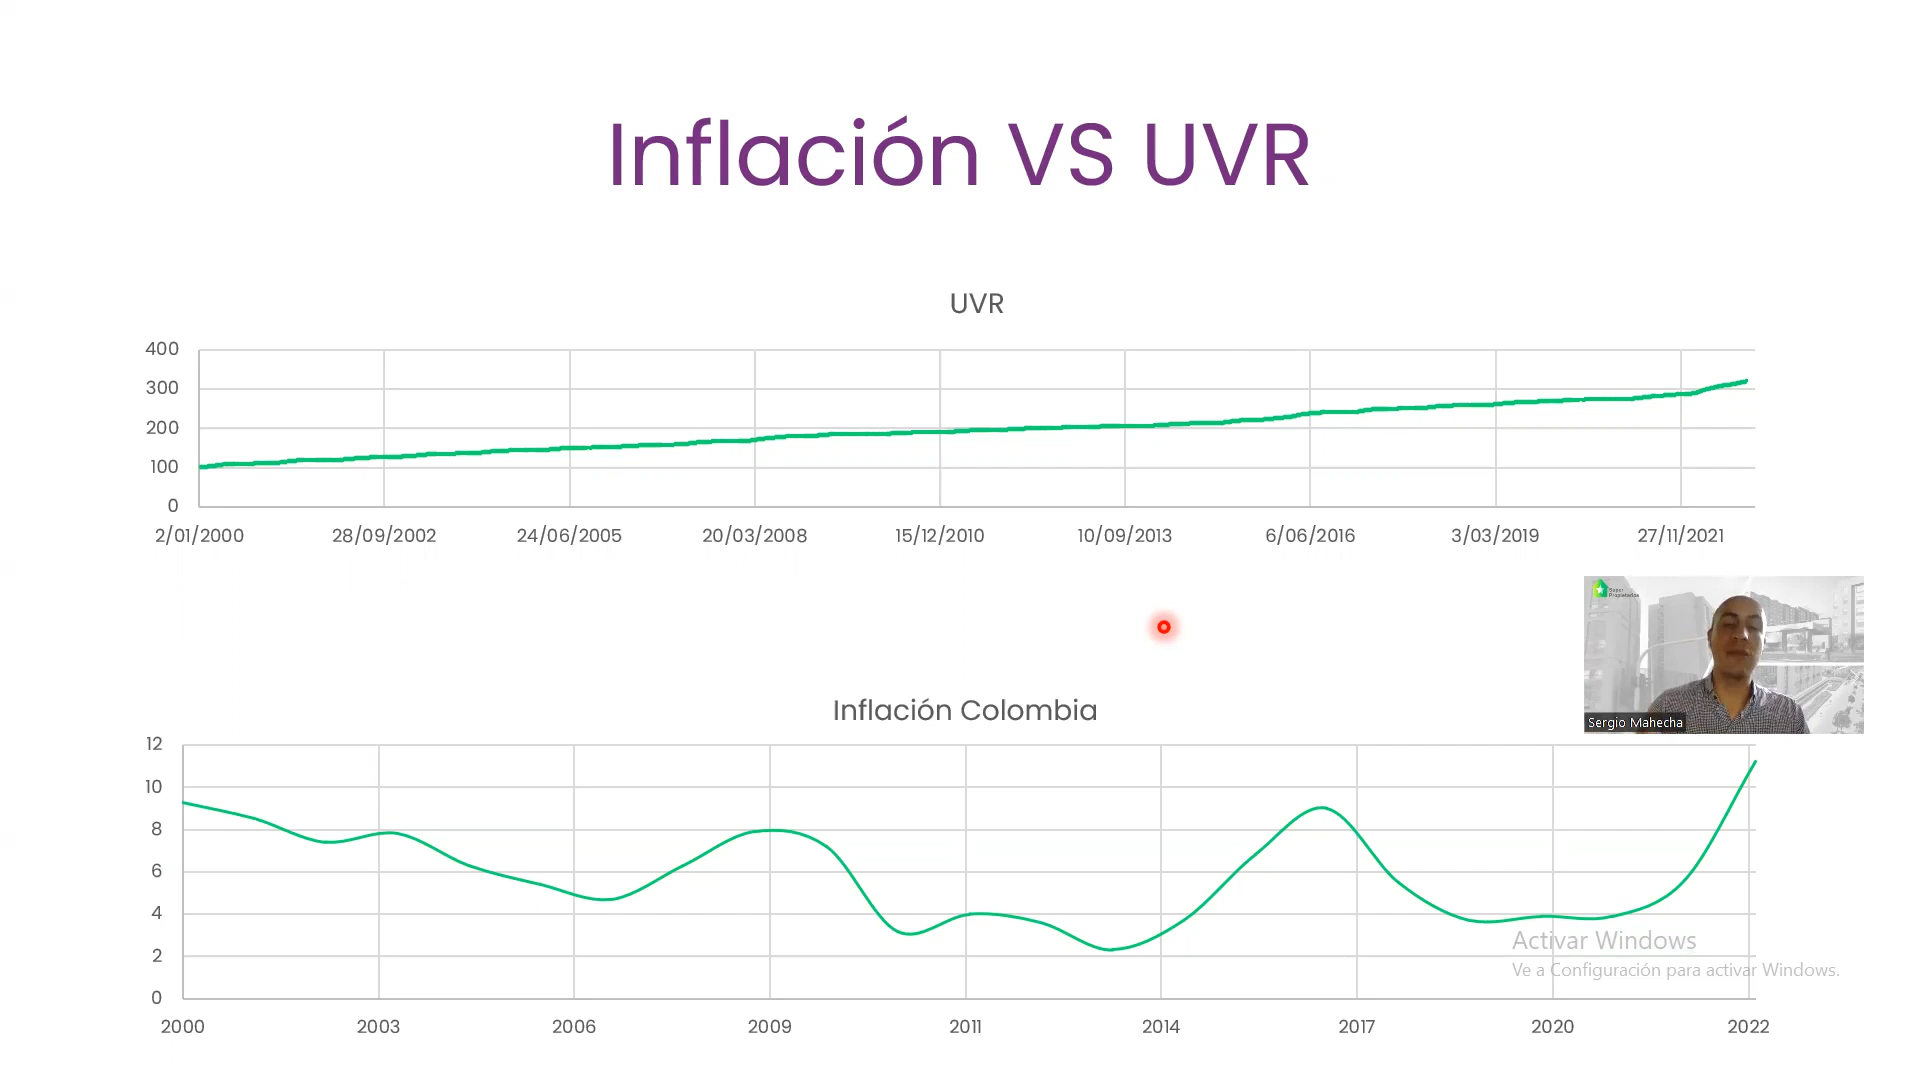 Inflación VS UVR
UVR
400
300
200
100
0
2/01/2000 28/09/2002 24/06/2005 20/03/2008 15/12/2010 10/09/2013 6/06/2016 3/03/2019 27/11/2021
Super
Propietarios
Sergio Mahecha
Inflación Colombia
12
10
8
6
4
2
0
2000 2003 2006 2009 2011 2014 2017 2020 2022
Activar Windows
Ve a Configuración para activar Windows.